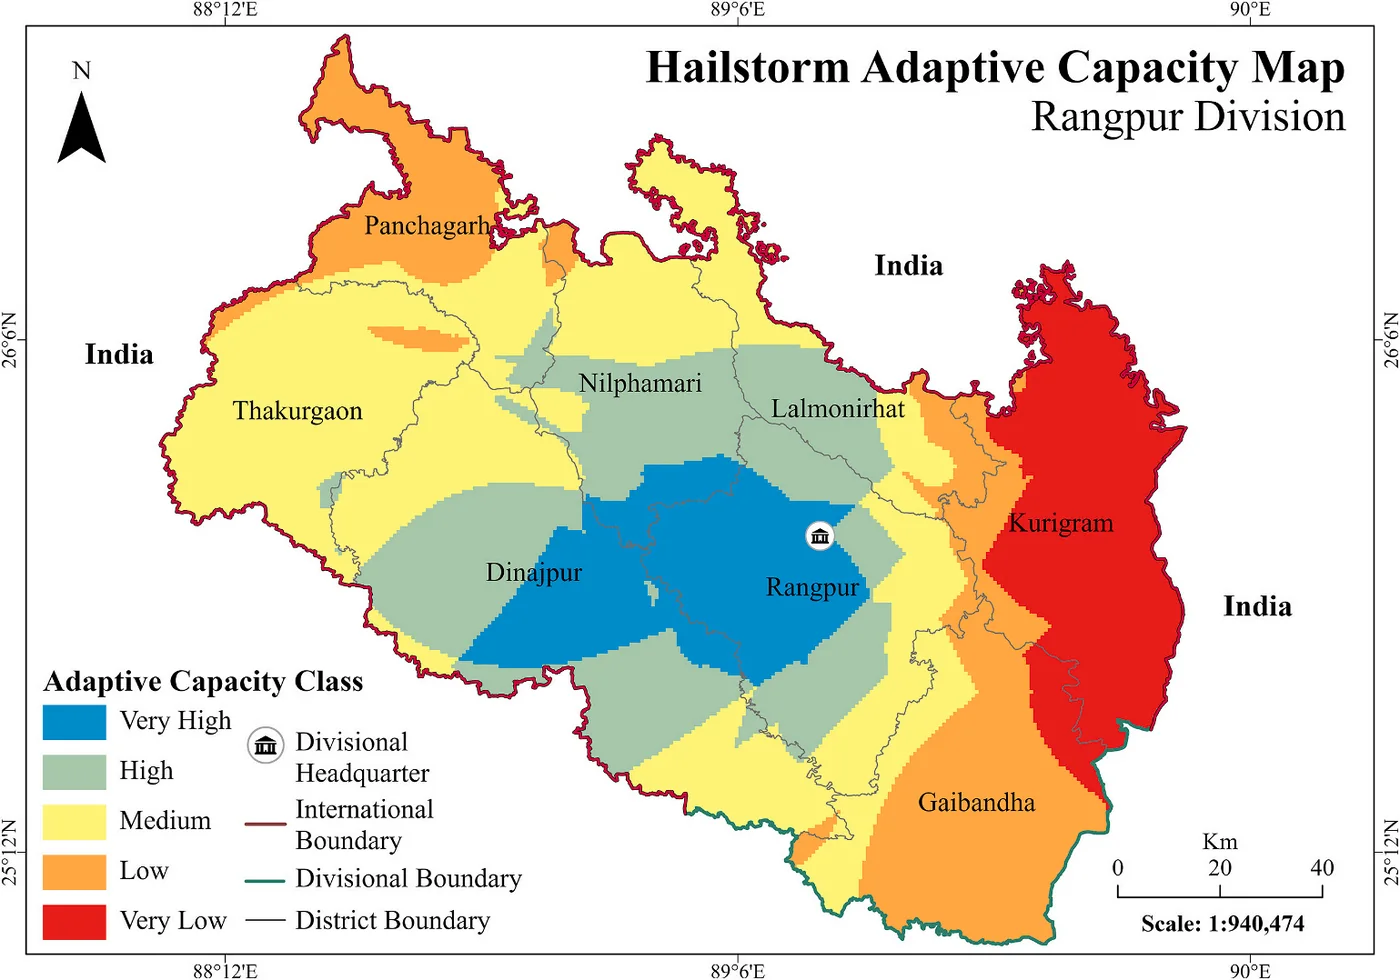 88°12'E
89°6'E
90°E
Hailstorm Adaptive Capacity Map
Rangpur Division
N
Panchagarh
India
26°6'N
26°6'N
India
Nilphamari
Thakurgaon
Lalmonirhat
Kurigram
Dinajpur
Rangpur
India
Adaptive Capacity Class
Very High
High
Medium
Low
Very Low
Divisional
Headquarter
International
Boundary
Divisional Boundary
District Boundary
Gaibandha
25°12'N
25°12'N
Km
0 20 40
Scale: 1:940,474
88°12'E
89°6'E
90°E